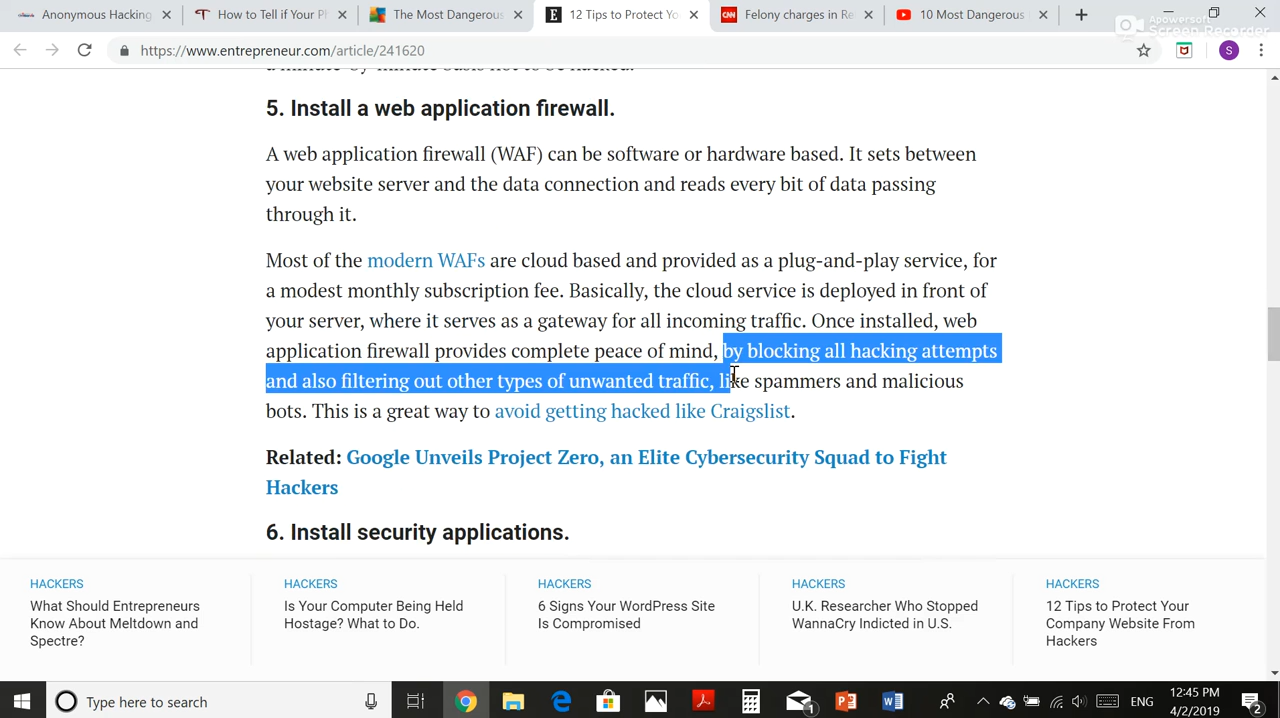 Anonymous Hacking
How to Tell if Your Ph
The Most Dangerous
12 Tips to Protect Yo
Felony charges in Re
10 Most Dangerous
Apowersoft
Screen Recorder
https://www.entrepreneur.com/article/241620
S
a minute-by-minute basis not to be hacked.
5. Install a web application firewall.
A web application firewall (WAF) can be software or hardware based. It sets between
your website server and the data connection and reads every bit of data passing
through it.
Most of the modern WAFs are cloud based and provided as a plug-and-play service, for
a modest monthly subscription fee. Basically, the cloud service is deployed in front of
your server, where it serves as a gateway for all incoming traffic. Once installed, web
application firewall provides complete peace of mind, by blocking all hacking attempts
and also filtering out other types of unwanted traffic, like spammers and malicious
bots. This is a great way to avoid getting hacked like Craigslist.
Related: Google Unveils Project Zero, an Elite Cybersecurity Squad to Fight
Hackers
6. Install security applications.
HACKERS
What Should Entrepreneurs
Know About Meltdown and
Spectre?
HACKERS
Is Your Computer Being Held
Hostage? What to Do.
HACKERS
6 Signs Your WordPress Site
Is Compromised
HACKERS
U.K. Researcher Who Stopped
WannaCry Indicted in U.S.
HACKERS
12 Tips to Protect Your
Company Website From
Hackers
Type here to search
ENG
12:45 PM
4/2/2019